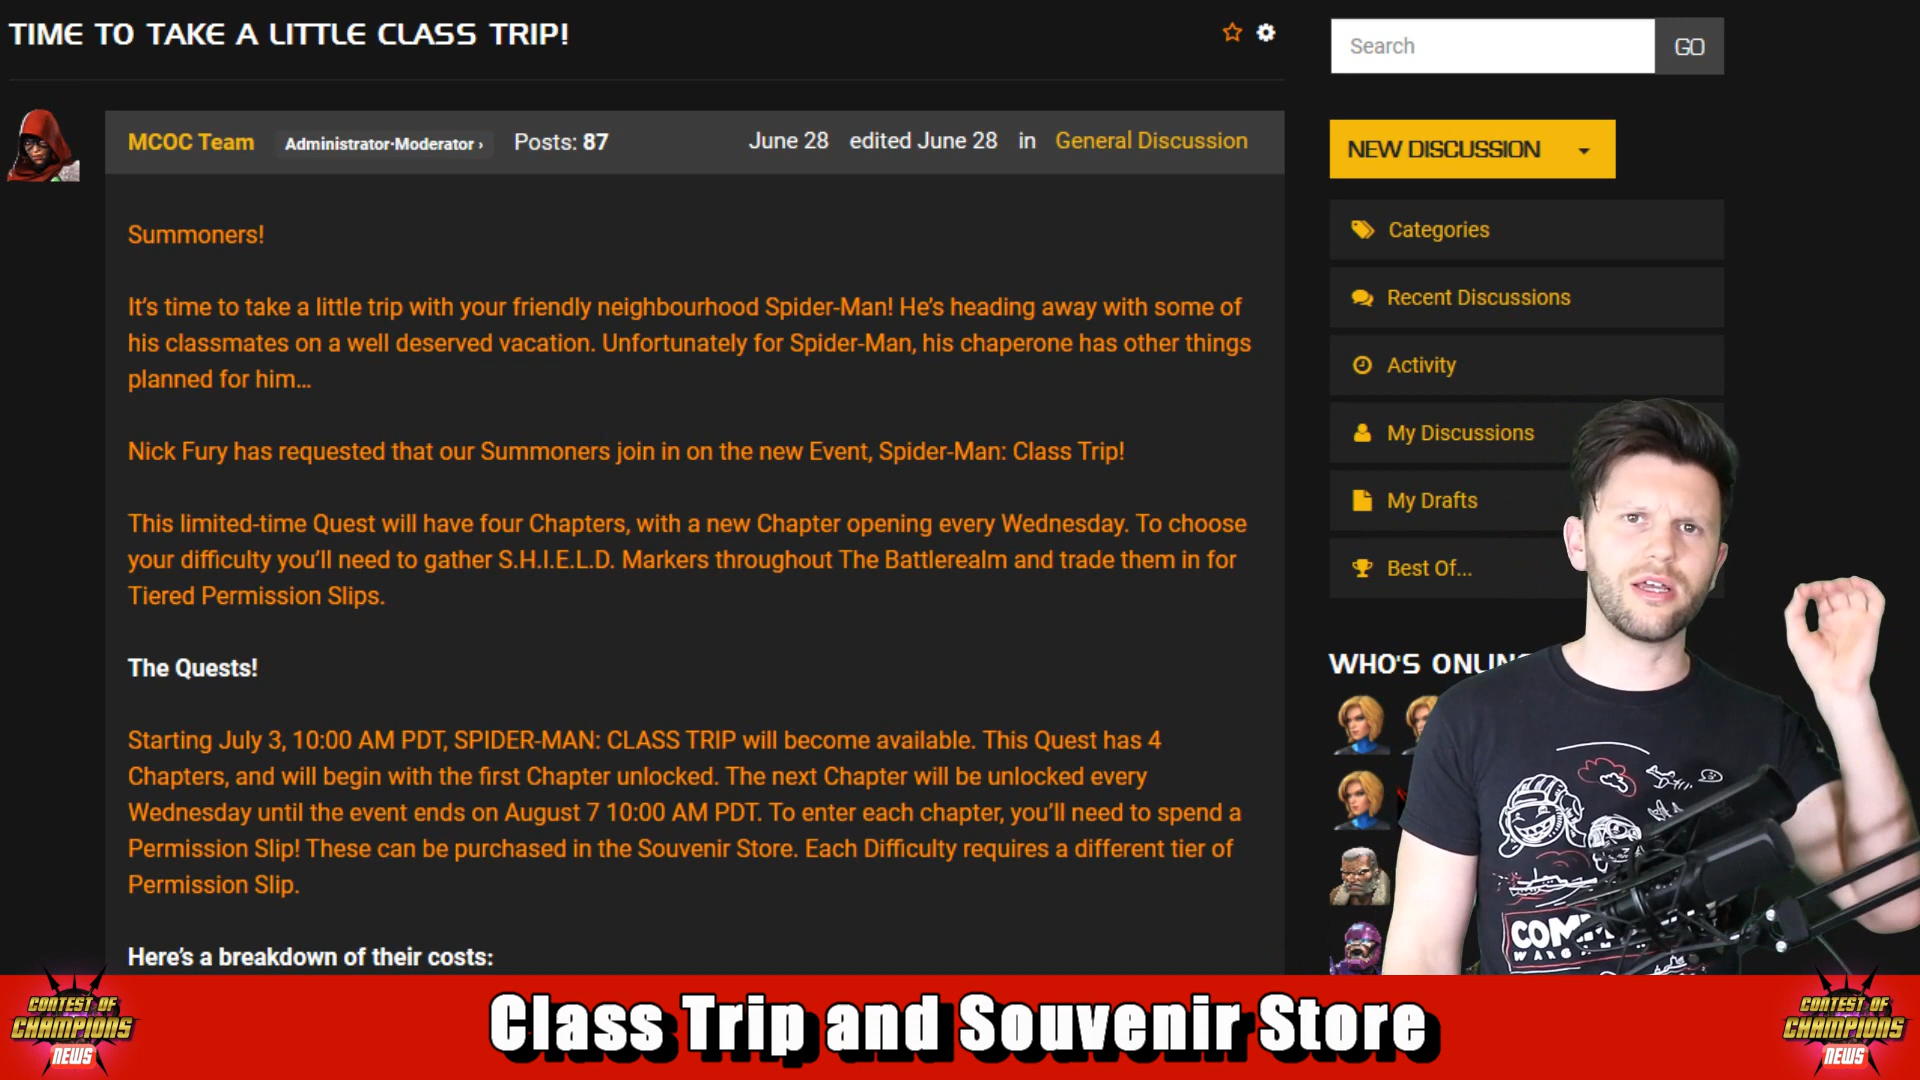 TIME TO TAKE A LITTLE CLASS TRIP!
Search
GO
MCOC Team Administrator·Moderator › Posts: 87 June 28 edited June 28 in General Discussion
NEW DISCUSSION
Summoners!
Categories
It's time to take a little trip with your friendly neighbourhood Spider-Man! He's heading away with some of
his classmates on a well deserved vacation. Unfortunately for Spider-Man, his chaperone has other things
planned for him...
Recent Discussions
Activity
Nick Fury has requested that our Summoners join in on the new Event, Spider-Man: Class Trip!
My Discussions
This limited-time Quest will have four Chapters, with a new Chapter opening every Wednesday. To choose
your difficulty you'll need to gather S.H.I.E.L.D. Markers throughout The Battlerealm and trade them in for
Tiered Permission Slips.
My Drafts
Best Of...
The Quests!
WHO'S ONLIN
Starting July 3, 10:00 AM PDT, SPIDER-MAN: CLASS TRIP will become available. This Quest has 4
Chapters, and will begin with the first Chapter unlocked. The next Chapter will be unlocked every
Wednesday until the event ends on August 7 10:00 AM PDT. To enter each chapter, you'll need to spend a
Permission Slip! These can be purchased in the Souvenir Store. Each Difficulty requires a different tier of
Permission Slip.
Here's a breakdown of their costs:
CONTEST OF
CHAMPIONS
NEWS
Class Trip and Souvenir Store
CONTEST OF
CHAMPIONS
NEWS